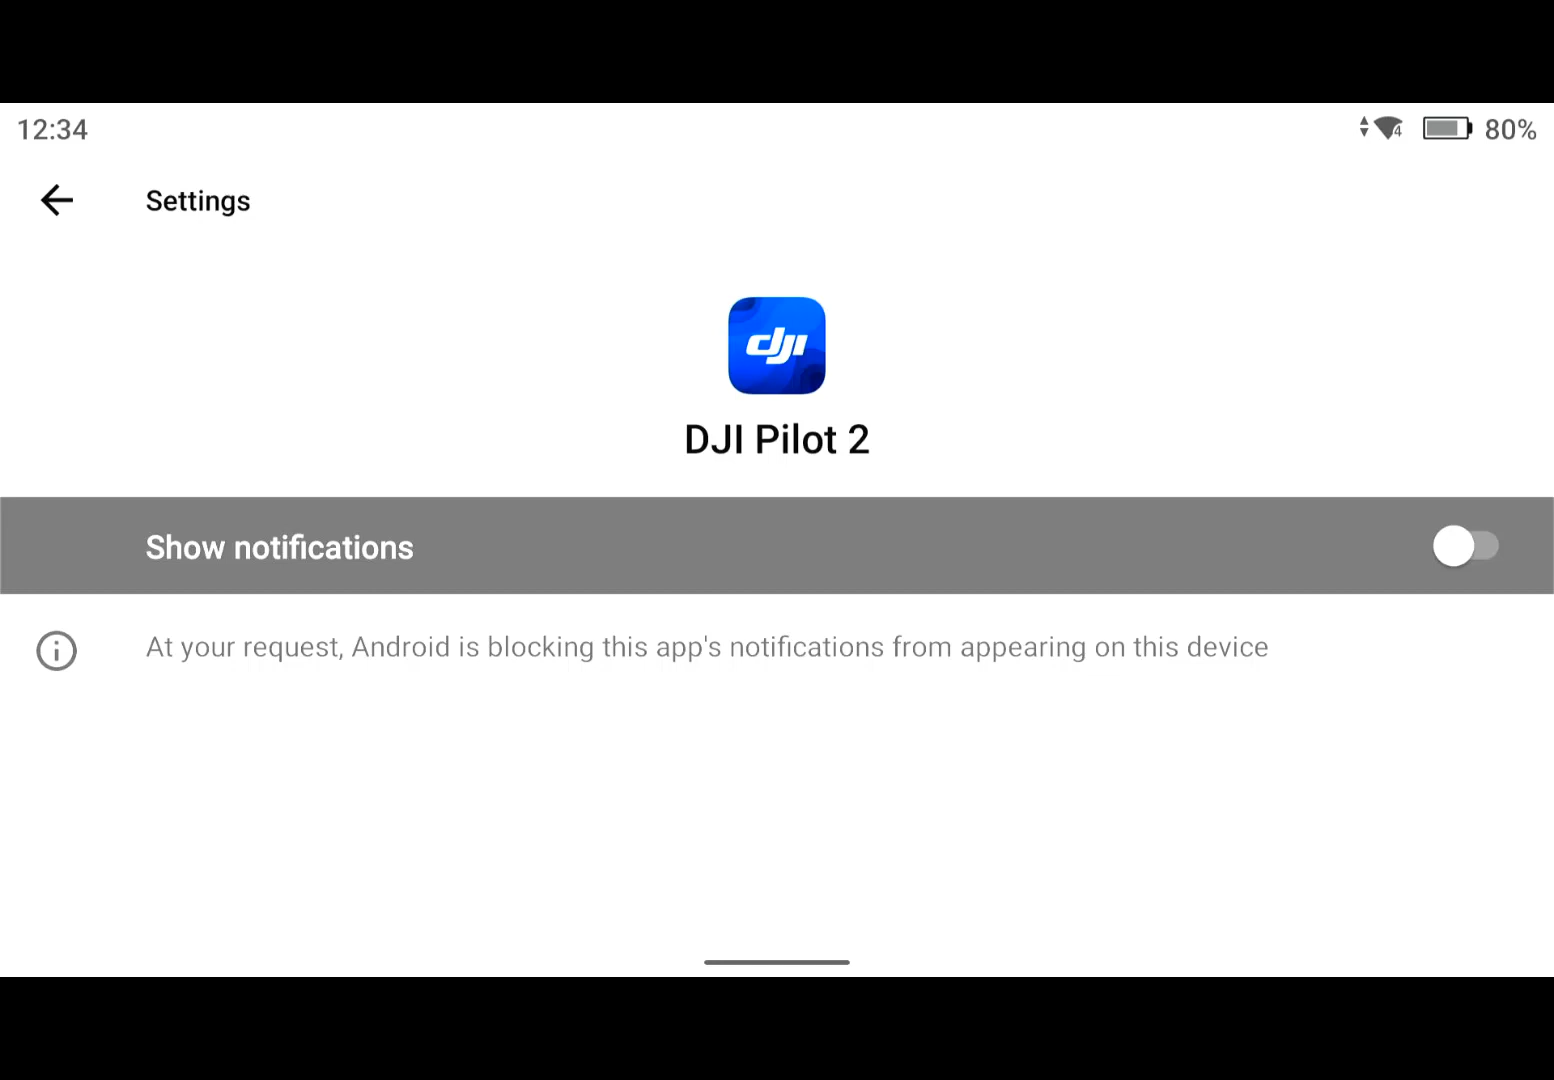 12:34
4
80%
Settings
dji
DJI Pilot 2
Show notifications
At your request, Android is blocking this app's notifications from appearing on this device